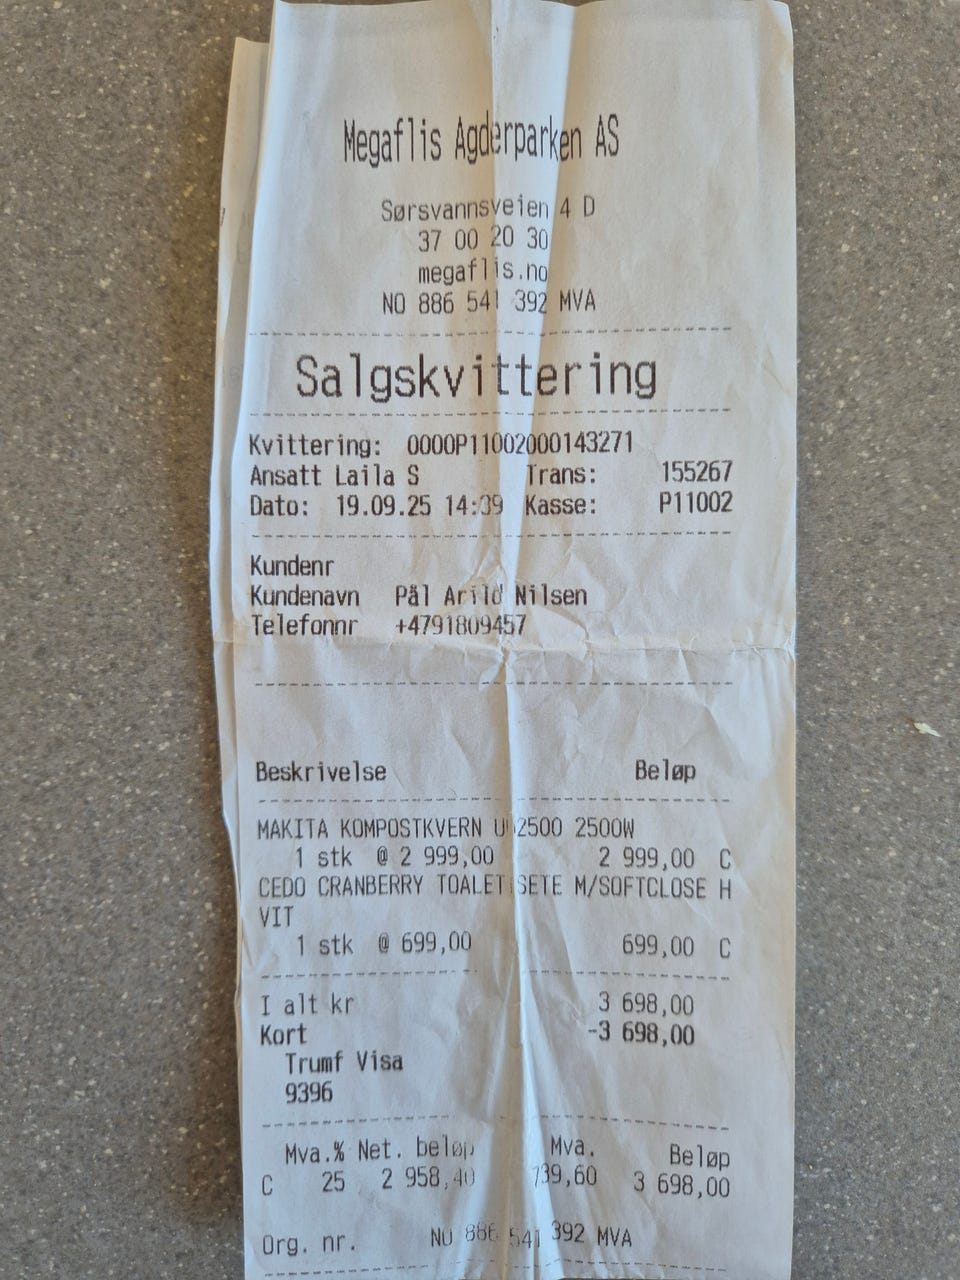 Megaflis Agderparken AS
Sørsvannsveien 4 D
37 00 20 30
megaflis.no
NO 886 541 392 MVA
Salgskvittering
Kvittering: 0000P11002000143271
Ansatt Laila S Trans: 155267
Dato: 19.09.25 14:39 Kasse: P11002
Kundenr
Kundenavn Pål Arild Nilsen
Telefonnr +4791809457
Beskrivelse Beløp
MAKITA KOMPOSTKVERN 2500W
1 stk @ 2 999,00 2 999,00 C
CEDO CRANBERRY TOALETTSETE M/SOFTCLOSE H
VIT
1 stk @ 699,00 699,00 C
I alt kr 3 698,00
Kort -3 698,00
Trumf Visa
9396
Mva.% Net. beløp Mva. Beløp
C 25 2 958,40 739,60 3 698,00
Org. nr. NO 886 541 392 MVA